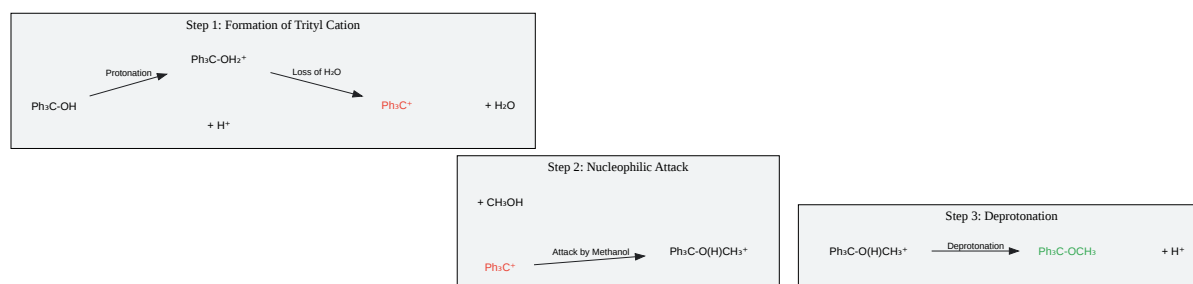 Step 1: Formation of Trityl Cation
Ph₃C-OH₂⁺
Protonation
Loss of H₂O
Ph₃C-OH
Ph₃C⁺
+ H₂O
+ H⁺
Step 2: Nucleophilic Attack
+ CH₃OH
Attack by Methanol
Ph₃C-O(H)CH₃⁺
Ph₃C⁺
Step 3: Deprotonation
Ph₃C-O(H)CH₃⁺
Deprotonation
Ph₃C-OCH₃
+ H⁺